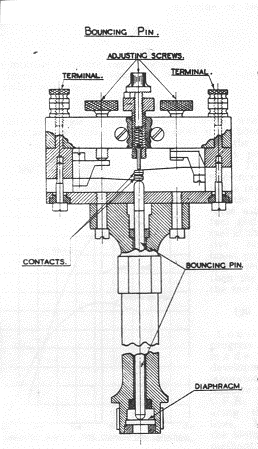 BOUNCING PIN.
ADJUSTING SCREWS.
TERMINAL.
TERMINAL.
CONTACTS.
BOUNCING PIN.
DIAPHRAGM.